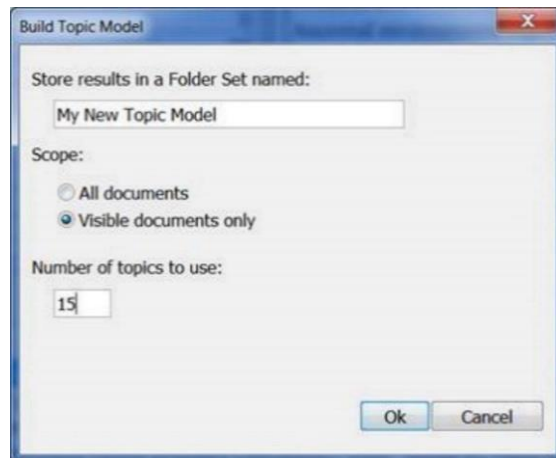 Build Topic Model
Store results in a Folder Set named:
My New Topic Model
Scope:
All documents
Visible documents only
Number of topics to use:
15
Ok Cancel